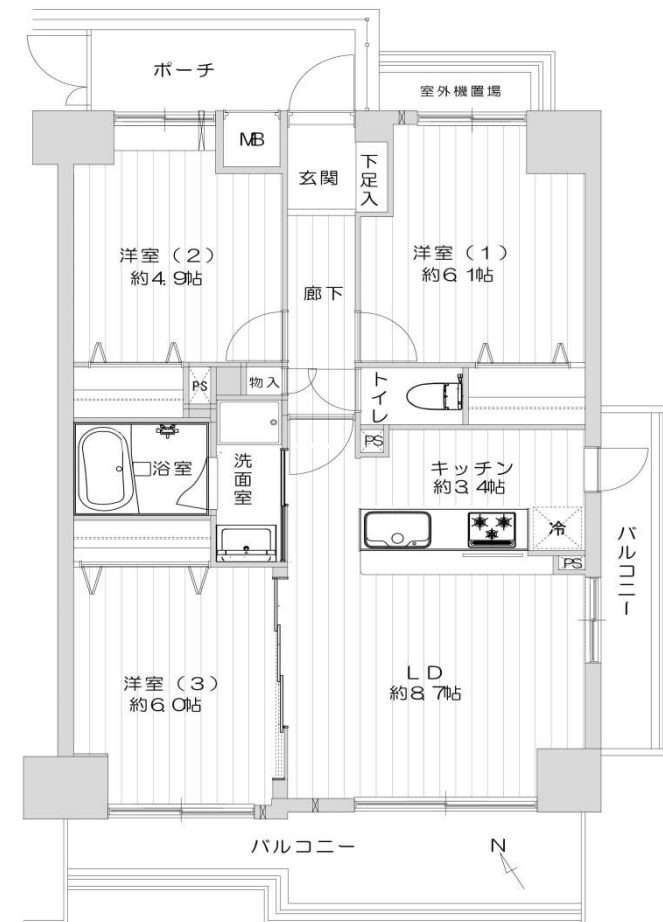 ポーチ
室外機置場
MB
玄関
下足入
洋室（2）
約4.9帖
洋室（1）
約6.1帖
廊下
PS
物入
トイレ
PS
浴室
洗面室
キッチン
約3.4帖
冷
PS
バルコニー
洋室（3）
約6.0帖
LD
約8.7帖
バルコニー
N